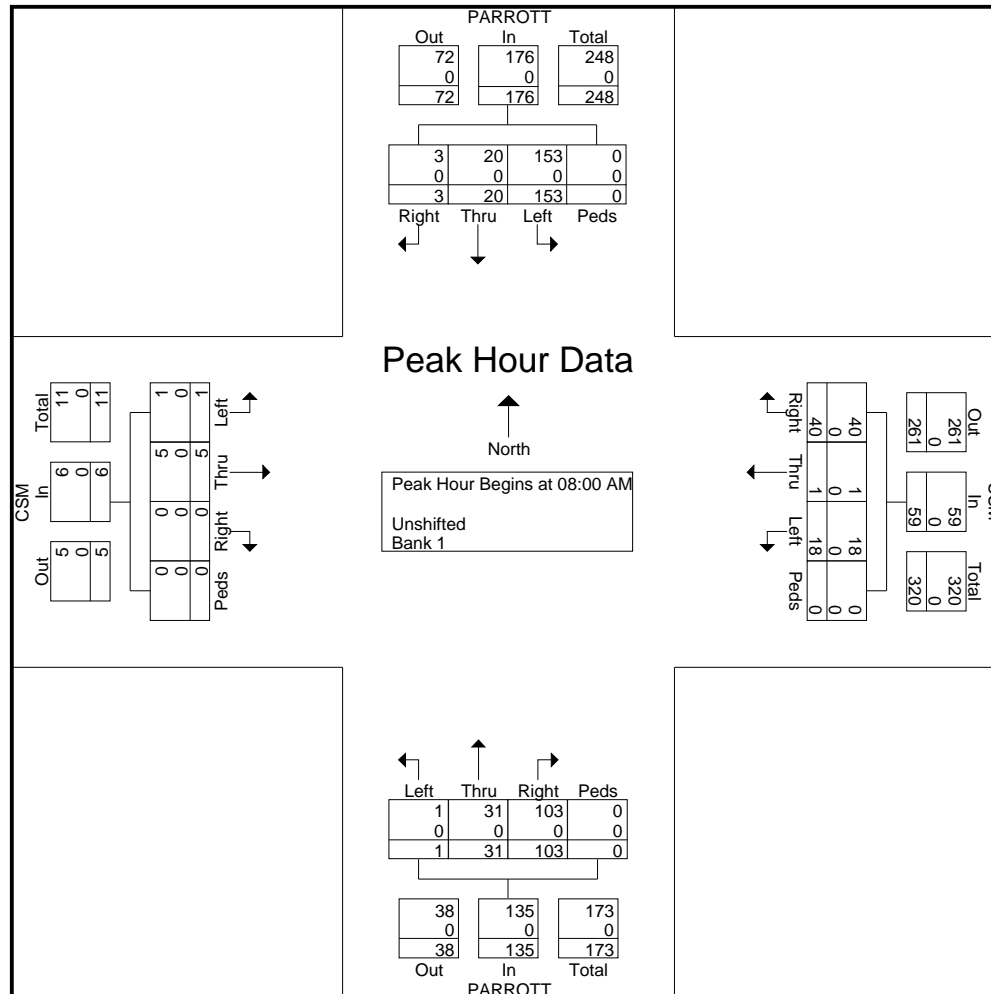 PARROTT
Out In Total
72 176 248
0 0 0
72 176 248
3 20 153 0
0 0 0 0
3 20 153 0
Right Thru Left Peds
Peak Hour Data
North
Peak Hour Begins at 08:00 AM
Unshifted
Bank 1
CSM
Total In Out
11 6 5
0 0 0
11 6 5
1 5 0 0
0 0 0 0
1 5 0 0
Left Thru Right Peds
Right Thru Left Peds
40 1 18 0
0 0 0 0
40 1 18 0
261 59 320
0 0 0
261 59 320
Out In Total
CSM
Left Thru Right Peds
1 31 103 0
0 0 0 0
1 31 103 0
38 135 173
0 0 0
38 135 173
Out In Total
PARROTT